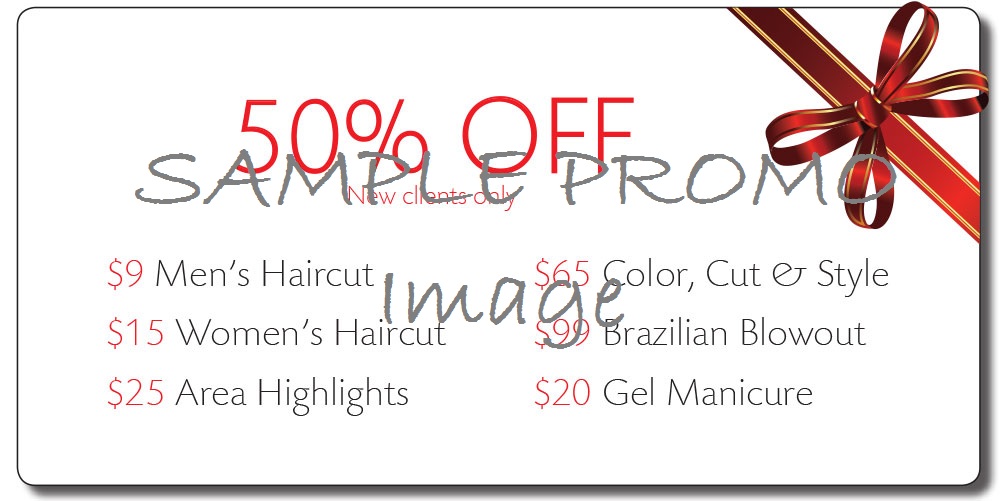 50% OFF
SAMPLE PROMO
New clients only
Image
$9 Men's Haircut
$15 Women's Haircut
$25 Area Highlights
$65 Color, Cut & Style
$99 Brazilian Blowout
$20 Gel Manicure